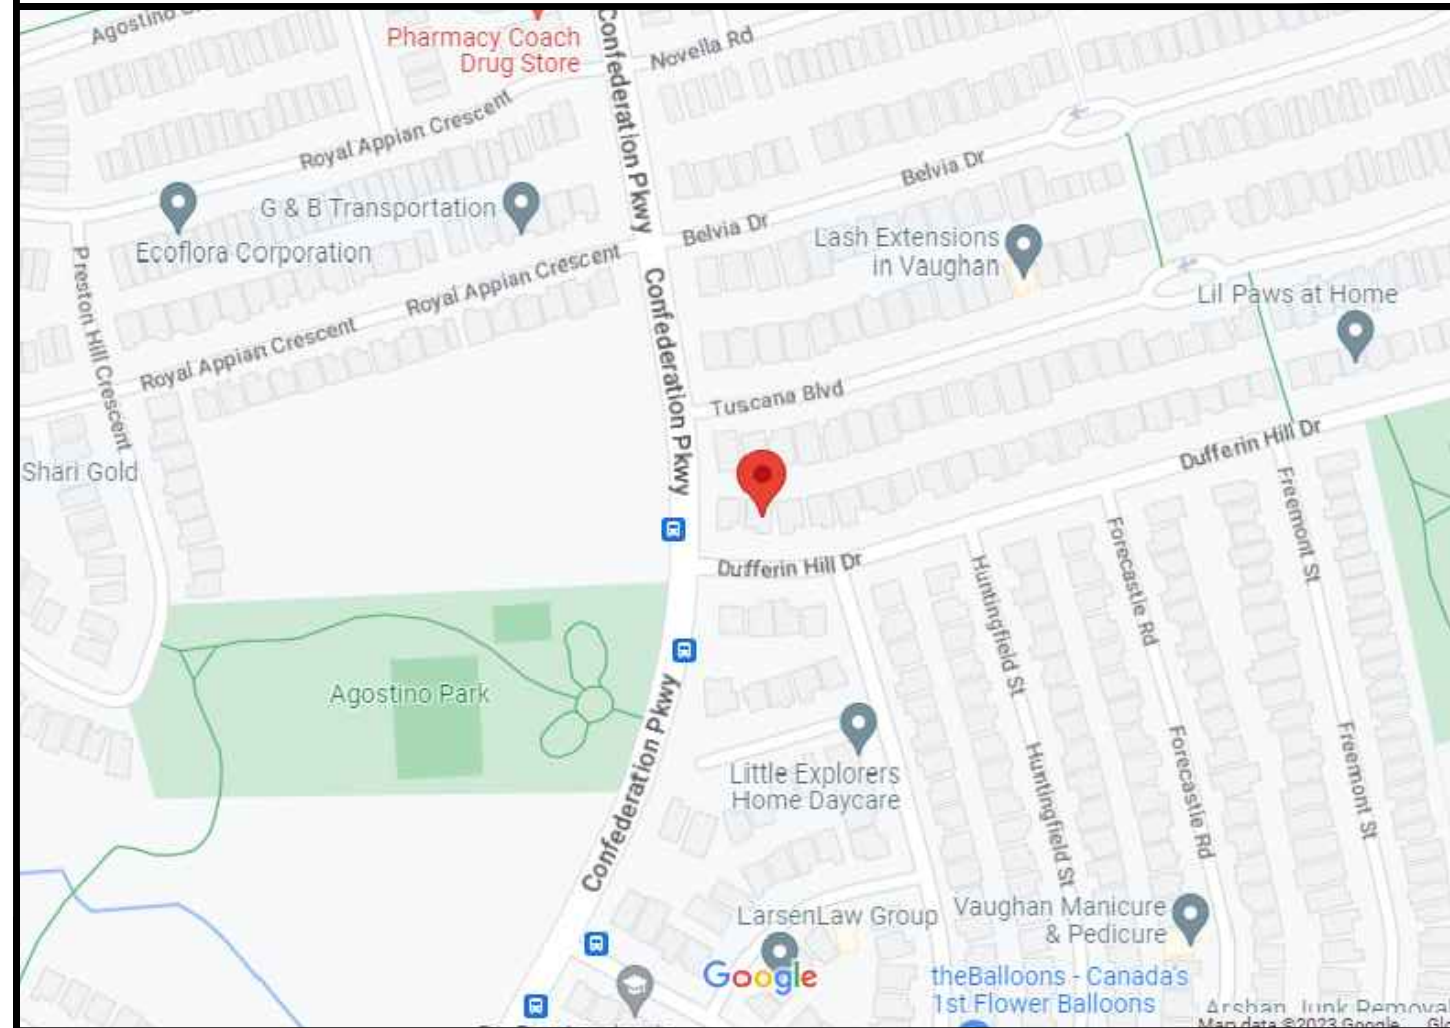 Agostino
Pharmacy Coach
Drug Store
Confederation Pkwy
Novella Rd
Royal Appian Crescent
Belvia Dr
G & B Transportation
Ecoflora Corporation
Belvia Dr
Lash Extensions
in Vaughan
Preston Hill Crescent
Royal Appian Crescent
Confederation Pkwy
Lil Paws at Home
Royal Appian Crescent
Tuscana Blvd
Shari Gold
Dufferin Hill Dr
Freemont St
Dufferin Hill Dr
Huntingfield St
Forecastle Rd
Agostino Park
Confederation Pkwy
Little Explorers
Home Daycare
Huntingfield St
Forecastle Rd
Freemont St
LarsenLaw Group
Vaughan Manicure
& Pedicure
Google
theBalloons - Canada's
1st Flower Balloons
Arshan Junk Remova
Map data ©2023 Google